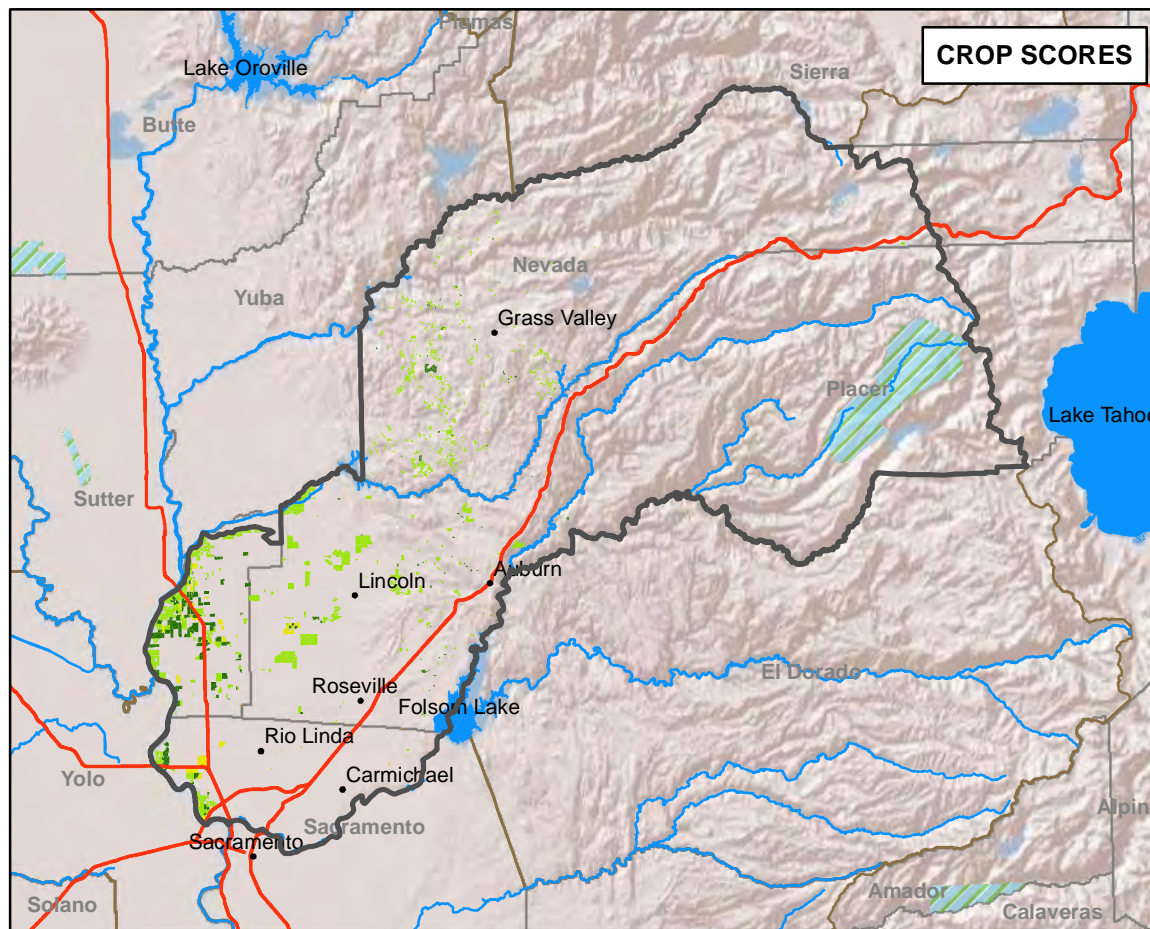 Plumas
CROP SCORES
Lake Oroville
Sierra
Butte
Nevada
Yuba
Grass Valley
Placer
Lake Tahoe
Sutter
Auburn
Lincoln
El Dorado
Roseville
Folsom Lake
Rio Linda
Yolo
Carmichael
Alpin
Sacramento
Sacramento
Amador
Solano
Calaveras